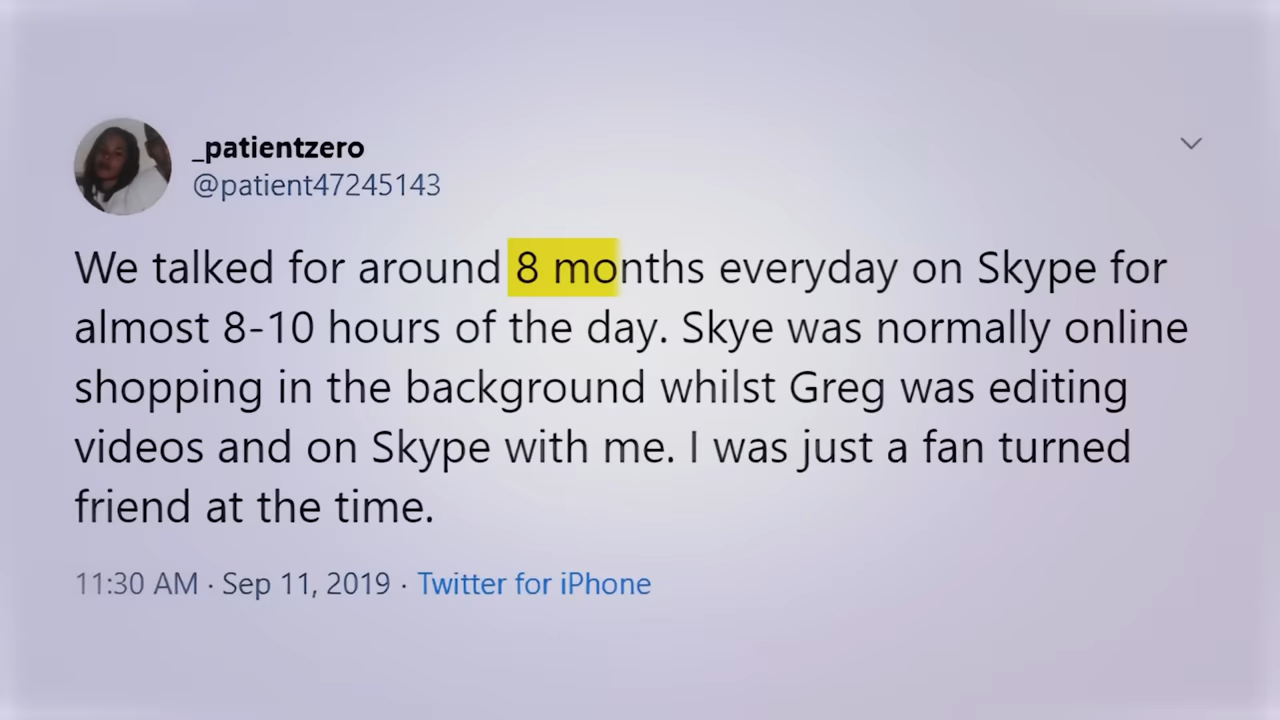 _patientzero
@patient47245143
We talked for around 8 months everyday on Skype for
almost 8-10 hours of the day. Skye was normally online
shopping in the background whilst Greg was editing
videos and on Skype with me. I was just a fan turned
friend at the time.
11:30 AM · Sep 11, 2019 · Twitter for iPhone